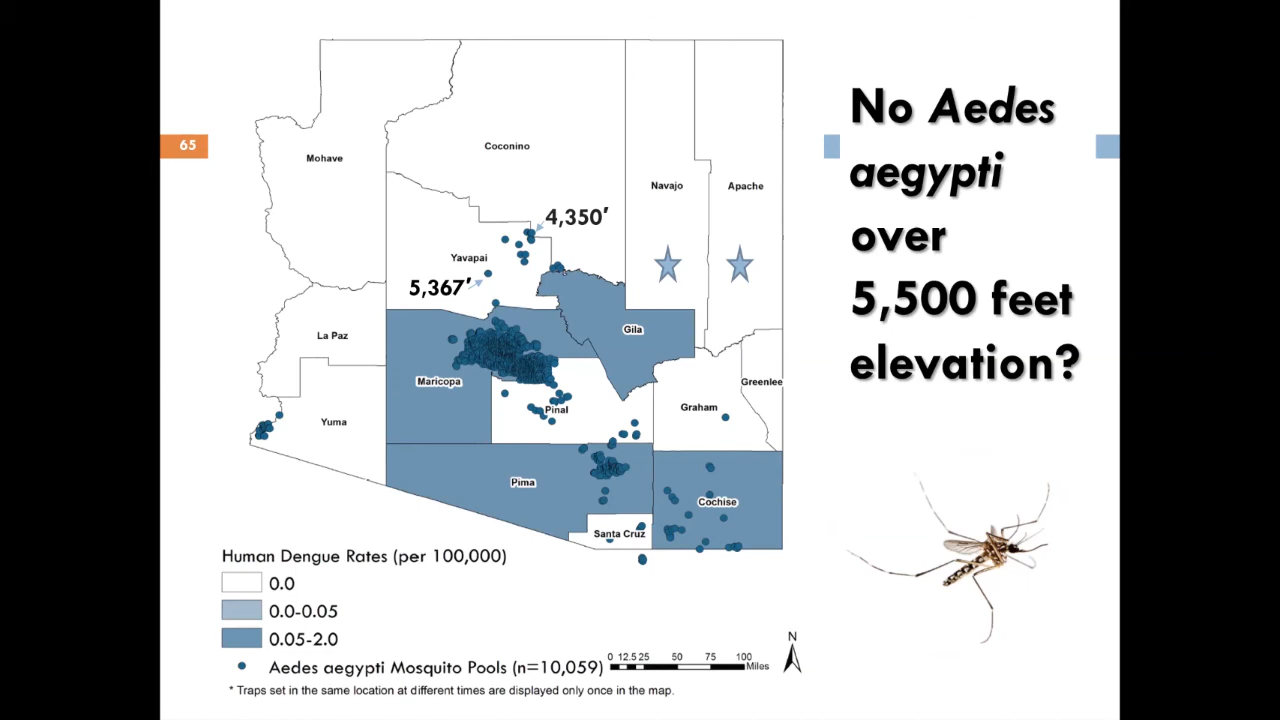 65
No Aedes
aegypti
over
5,500 feet
elevation?
Mohave
Coconino
Navajo
Apache
4,350’
Yavapai
5,367’
La Paz
Gila
Maricopa
Greenlee
Pinal
Graham
Yuma
Pima
Cochise
Santa Cruz
Human Dengue Rates (per 100,000)
0.0
0.0-0.05
0.05-2.0
Aedes aegypti Mosquito Pools (n=10,059)
0 12.5 25 50 75 100
Miles
N
* Traps set in the same location at different times are displayed only once in the map.